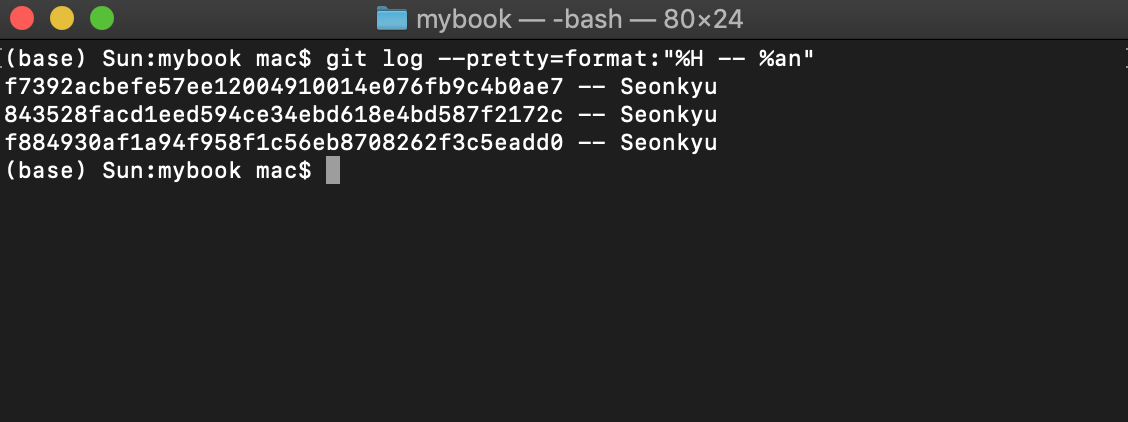 mybook — -bash — 80×24
(base) Sun:mybook mac$ git log --pretty=format:"%H -- %an"
f7392acbefe57ee12004910014e076fb9c4b0ae7 -- Seonkyu
843528facd1eed594ce34ebd618e4bd587f2172c -- Seonkyu
f884930af1a94f958f1c56eb8708262f3c5eadd0 -- Seonkyu
(base) Sun:mybook mac$